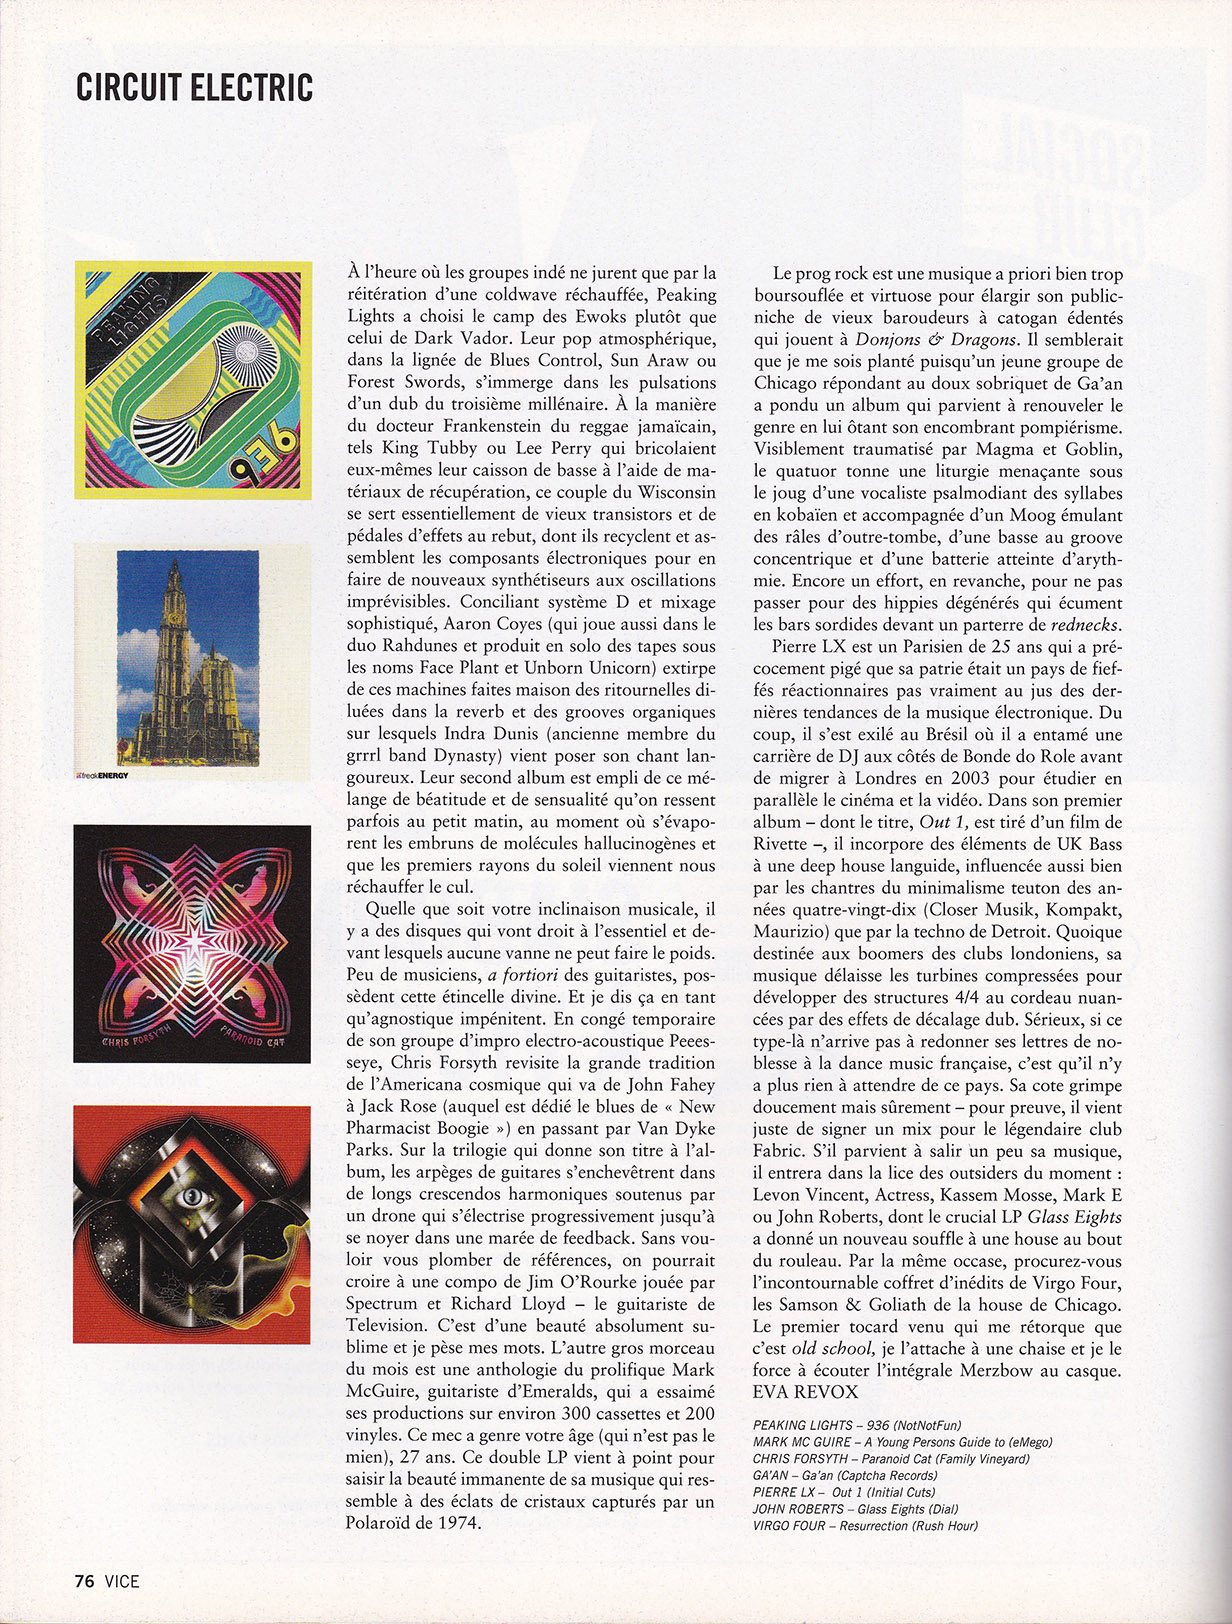 CIRCUIT ELECTRIC
PEAKING
LIGHTS
936
freakENERGY
CHRIS FORSYTH
PARANOID CAT
À l’heure où les groupes indé ne jurent que par la
réitération d’une coldwave réchauffée, Peaking
Lights a choisi le camp des Ewoks plutôt que
celui de Dark Vador. Leur pop atmosphérique,
dans la lignée de Blues Control, Sun Araw ou
Forest Swords, s’immerge dans les pulsations
d’un dub du troisième millénaire. À la manière
du docteur Frankenstein du reggae jamaïcain,
tels King Tubby ou Lee Perry qui bricolaient
eux-mêmes leur caisson de basse à l’aide de ma-
tériaux de récupération, ce couple du Wisconsin
se sert essentiellement de vieux transistors et de
pédales d’effets au rebut, dont ils recyclent et as-
semblent les composants électroniques pour en
faire de nouveaux synthétiseurs aux oscillations
imprévisibles. Conciliant système D et mixage
sophistiqué, Aaron Coyes (qui joue aussi dans le
duo Rahdunes et produit en solo des tapes sous
les noms Face Plant et Unborn Unicorn) extirpe
de ces machines faites maison des ritournelles di-
luées dans la reverb et des grooves organiques
sur lesquels Indra Dunis (ancienne membre du
grrrl band Dynasty) vient poser son chant lan-
goureux. Leur second album est empli de ce mé-
lange de béatitude et de sensualité qu’on ressent
parfois au petit matin, au moment où s’évapo-
rent les embruns de molécules hallucinogènes et
que les premiers rayons du soleil viennent nous
réchauffer le cul.
Quelle que soit votre inclinaison musicale, il
y a des disques qui vont droit à l’essentiel et de-
vant lesquels aucune vanne ne peut faire le poids.
Peu de musiciens, a fortiori des guitaristes, pos-
sèdent cette étincelle divine. Et je dis ça en tant
qu’agnostique impénitent. En congé temporaire
de son groupe d’impro electro-acoustique Peees-
seye, Chris Forsyth revisite la grande tradition
de l’Americana cosmique qui va de John Fahey
à Jack Rose (auquel est dédié le blues de « New
Pharmacist Boogie ») en passant par Van Dyke
Parks. Sur la trilogie qui donne son titre à l’al-
bum, les arpèges de guitares s’enchevêtrent dans
de longs crescendos harmoniques soutenus par
un drone qui s’électrise progressivement jusqu’à
se noyer dans une marée de feedback. Sans vou-
loir vous plomber de références, on pourrait
croire à une compo de Jim O’Rourke jouée par
Spectrum et Richard Lloyd – le guitariste de
Television. C’est d’une beauté absolument su-
blime et je pèse mes mots. L’autre gros morceau
du mois est une anthologie du prolifique Mark
McGuire, guitariste d’Emeralds, qui a essaimé
ses productions sur environ 300 cassettes et 200
vinyles. Ce mec a genre votre âge (qui n’est pas le
mien), 27 ans. Ce double LP vient à point pour
saisir la beauté immanente de sa musique qui res-
semble à des éclats de cristaux capturés par un
Polaroïd de 1974.
Le prog rock est une musique a priori bien trop
boursouflée et virtuose pour élargir son public-
niche de vieux baroudeurs à catogan édentés
qui jouent à Donjons & Dragons. Il semblerait
que je me sois planté puisqu’un jeune groupe de
Chicago répondant au doux sobriquet de Ga’an
a pondu un album qui parvient à renouveler le
genre en lui ôtant son encombrant pompiérisme.
Visiblement traumatisé par Magma et Goblin,
le quatuor tonne une liturgie menaçante sous
le joug d’une vocaliste psalmodiant des syllabes
en kobaïen et accompagnée d’un Moog émulant
des râles d’outre-tombe, d’une basse au groove
concentrique et d’une batterie atteinte d’aryth-
mie. Encore un effort, en revanche, pour ne pas
passer pour des hippies dégénérés qui écument
les bars sordides devant un parterre de rednecks.
Pierre LX est un Parisien de 25 ans qui a pré-
cocement pigé que sa patrie était un pays de fief-
fés réactionnaires pas vraiment au jus des der-
nières tendances de la musique électronique. Du
coup, il s’est exilé au Brésil où il a entamé une
carrière de DJ aux côtés de Bonde do Role avant
de migrer à Londres en 2003 pour étudier en
parallèle le cinéma et la vidéo. Dans son premier
album – dont le titre, Out 1, est tiré d’un film de
Rivette –, il incorpore des éléments de UK Bass
à une deep house languide, influencée aussi bien
par les chantres du minimalisme teuton des an-
nées quatre-vingt-dix (Closer Musik, Kompakt,
Maurizio) que par la techno de Detroit. Quoique
destinée aux boomers des clubs londoniens, sa
musique délaisse les turbines compressées pour
développer des structures 4/4 au cordeau nuan-
cées par des effets de décalage dub. Sérieux, si ce
type-là n’arrive pas à redonner ses lettres de no-
blesse à la dance music française, c’est qu’il n’y
a plus rien à attendre de ce pays. Sa cote grimpe
doucement mais sûrement – pour preuve, il vient
juste de signer un mix pour le légendaire club
Fabric. S’il parvient à salir un peu sa musique,
il entrera dans la lice des outsiders du moment :
Levon Vincent, Actress, Kassem Mosse, Mark E
ou John Roberts, dont le crucial LP Glass Eights
a donné un nouveau souffle à une house au bout
du rouleau. Par la même occase, procurez-vous
l’incontournable coffret d’inédits de Virgo Four,
les Samson & Goliath de la house de Chicago.
Le premier tocard venu qui me rétorque que
c’est old school, je l’attache à une chaise et je le
force à écouter l’intégrale Merzbow au casque.
EVA REVOX
PEAKING LIGHTS – 936 (NotNotFun)
MARK MC GUIRE – A Young Persons Guide to (eMego)
CHRIS FORSYTH – Paranoid Cat (Family Vineyard)
GA’AN – Ga’an (Captcha Records)
PIERRE LX – Out 1 (Initial Cuts)
JOHN ROBERTS – Glass Eights (Dial)
VIRGO FOUR – Resurrection (Rush Hour)
76 VICE